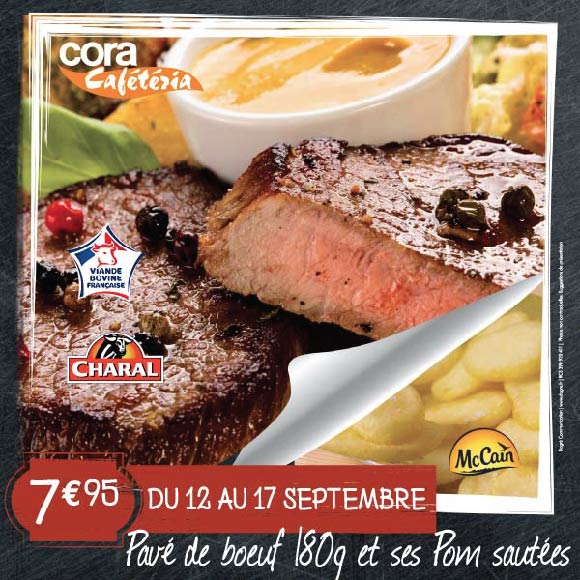 cora
Cafétéria
VIANDE
BOVINE
FRANÇAISE
CHARAL
McCain
7€95
DU 12 AU 17 SEPTEMBRE
Pavé de boeuf 180g et ses Pom sautées